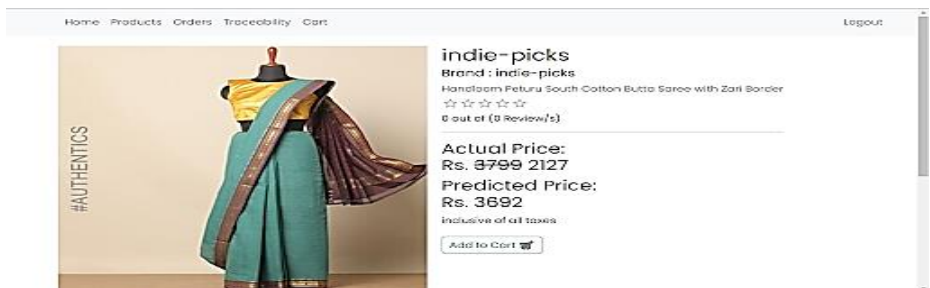 Home Products Orders Traceability Cart Logout
#AUTHENTICS
indie-picks
Brand : indie-picks
Handloom Peturu South Cotton Butta Saree with Zari Border
0 out of (0 Review/s)
Actual Price:
Rs. 3799 2127
Predicted Price:
Rs. 3692
inclusive of all taxes
Add to Cart